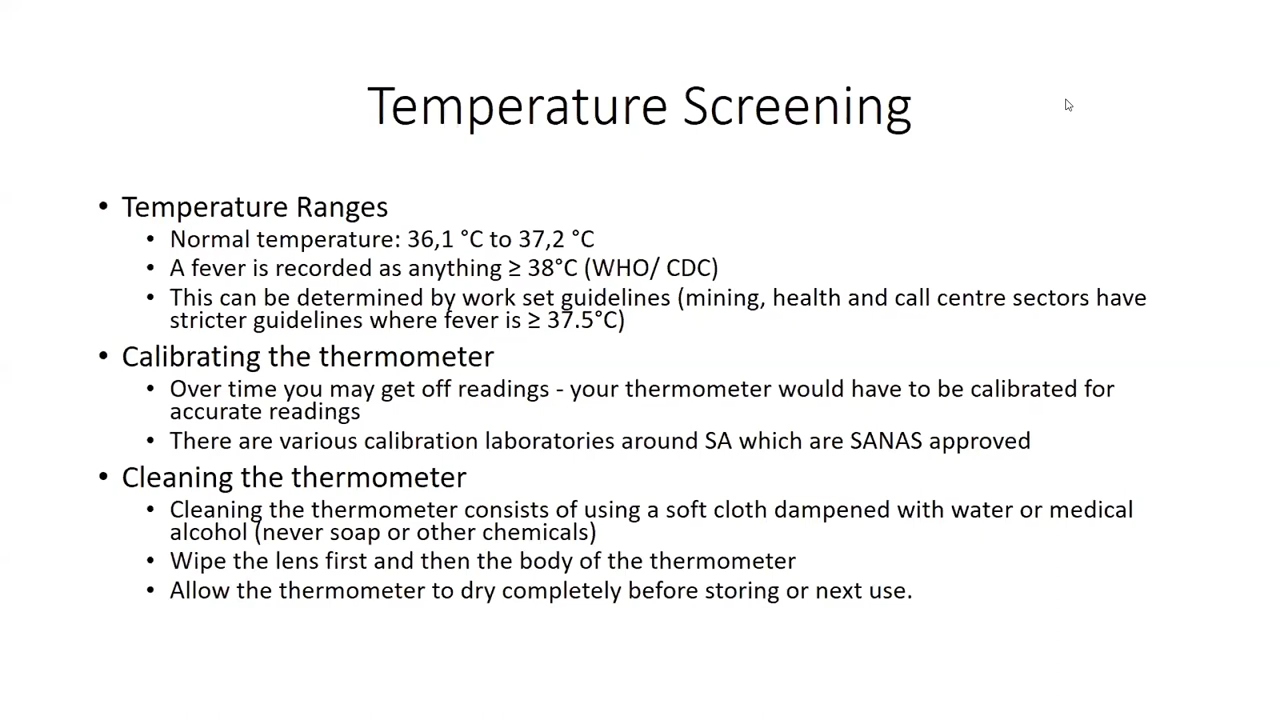 Temperature Screening
• Temperature Ranges
• Normal temperature: 36,1 °C to 37,2 °C
• A fever is recorded as anything ≥ 38°C (WHO/ CDC)
• This can be determined by work set guidelines (mining, health and call centre sectors have
stricter guidelines where fever is ≥ 37.5°C)
• Calibrating the thermometer
• Over time you may get off readings - your thermometer would have to be calibrated for
accurate readings
• There are various calibration laboratories around SA which are SANAS approved
• Cleaning the thermometer
• Cleaning the thermometer consists of using a soft cloth dampened with water or medical
alcohol (never soap or other chemicals)
• Wipe the lens first and then the body of the thermometer
• Allow the thermometer to dry completely before storing or next use.